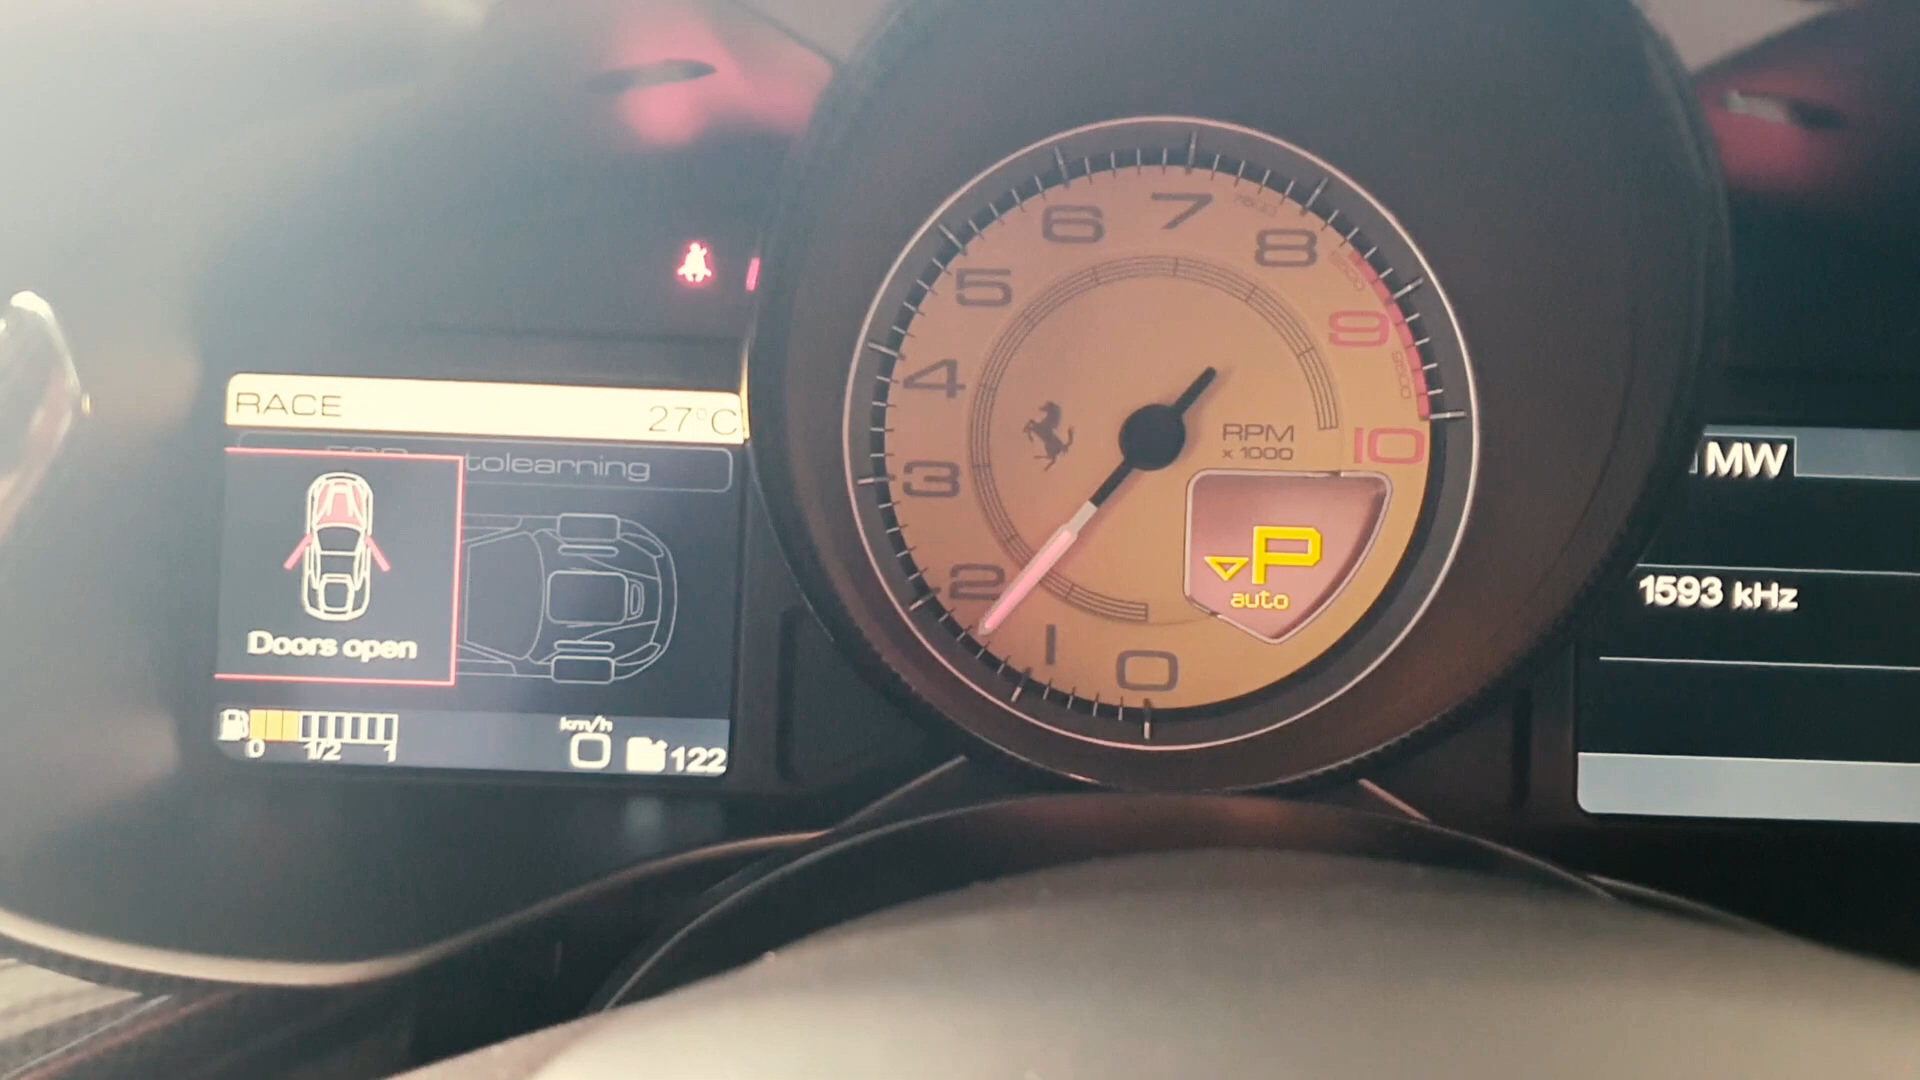 RACE
27°C
tolearning
Doors open
0 1/2 1
km/h
0
122
0
1
2
3
4
5
6
7
8
9
10
RPM
x 1000
P
auto
MW
1593 kHz